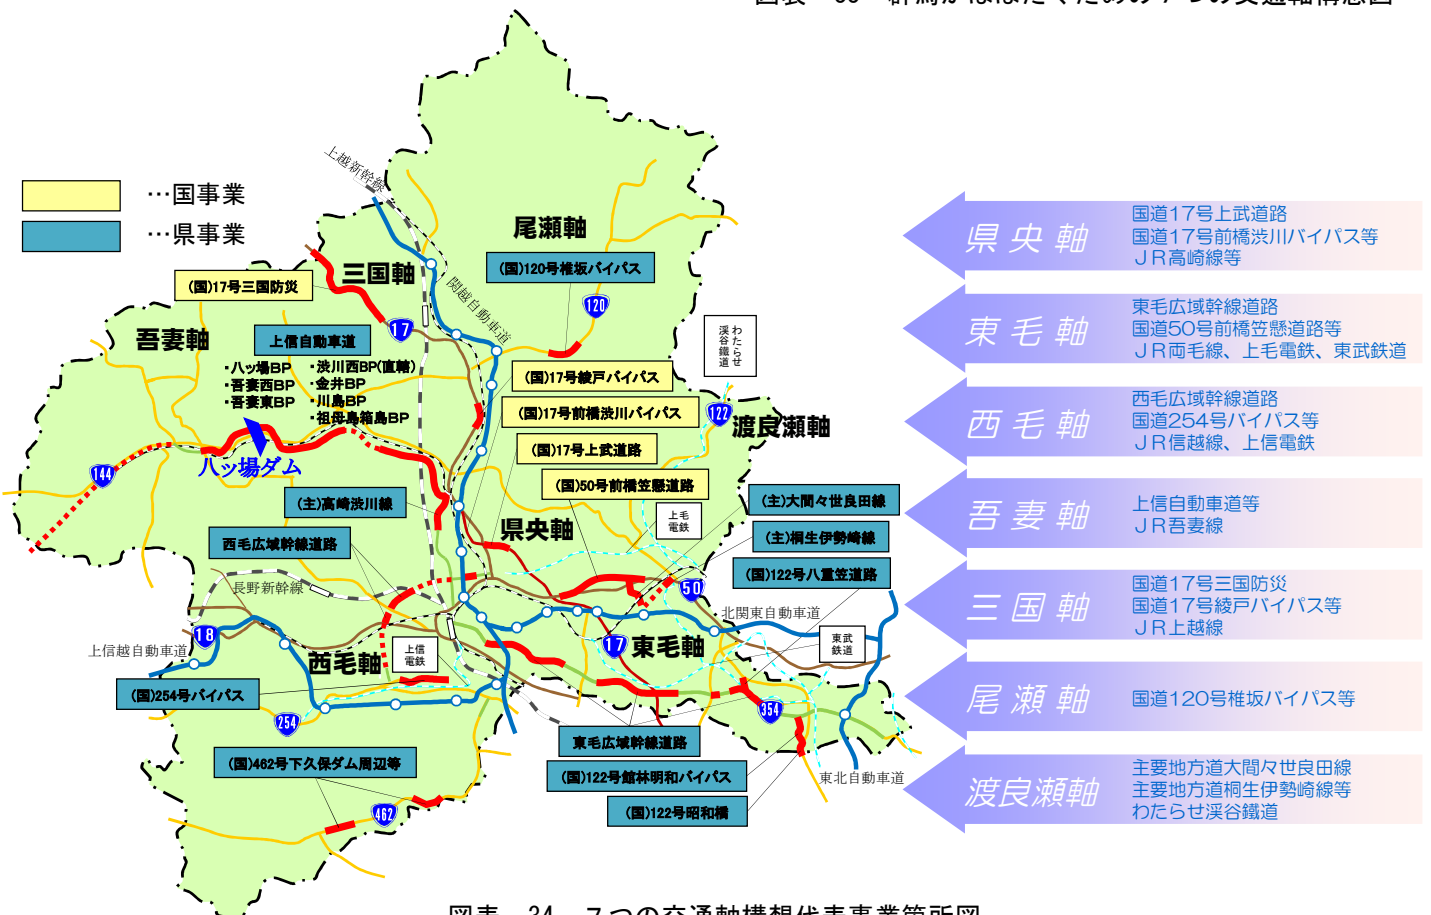 …国事業
…県事業
上越新幹線
尾瀬軸
(国)120号椎坂バイパス
三国軸
(国)17号三国防災
関越自動車道
120
17
吾妻軸
上信自動車道
・八ッ場BP
・吾妻西BP
・吾妻東BP
・渋川西BP(直轄)
・金井BP
・川島BP
・祖母島箱島BP
わたらせ
渓谷鐵道
(国)17号綾戸バイパス
(国)17号前橋渋川バイパス
122
渡良瀬軸
(国)17号上武道路
八ッ場ダム
144
(国)50号前橋笠懸道路
(主)高崎渋川線
(主)大間々世良田線
上毛
電鉄
県央軸
(主)桐生伊勢崎線
西毛広域幹線道路
(国)122号八重笠道路
長野新幹線
50
北関東自動車道
18
上信越自動車道
17
東毛軸
東武
鉄道
西毛軸
上信
電鉄
(国)254号バイパス
254
354
東毛広域幹線道路
(国)462号下久保ダム周辺等
(国)122号館林明和バイパス
東北自動車道
(国)122号昭和橋
462
県央軸
国道17号上武道路
国道17号前橋渋川バイパス等
ＪＲ高崎線等
東毛軸
東毛広域幹線道路
国道50号前橋笠懸道路等
ＪＲ両毛線、上毛電鉄、東武鉄道
西毛軸
西毛広域幹線道路
国道254号バイパス等
ＪＲ信越線、上信電鉄
吾妻軸
上信自動車道等
ＪＲ吾妻線
三国軸
国道17号三国防災
国道17号綾戸バイパス等
ＪＲ上越線
尾瀬軸
国道120号椎坂バイパス等
渡良瀬軸
主要地方道大間々世良田線
主要地方道桐生伊勢崎線等
わたらせ渓谷鐵道